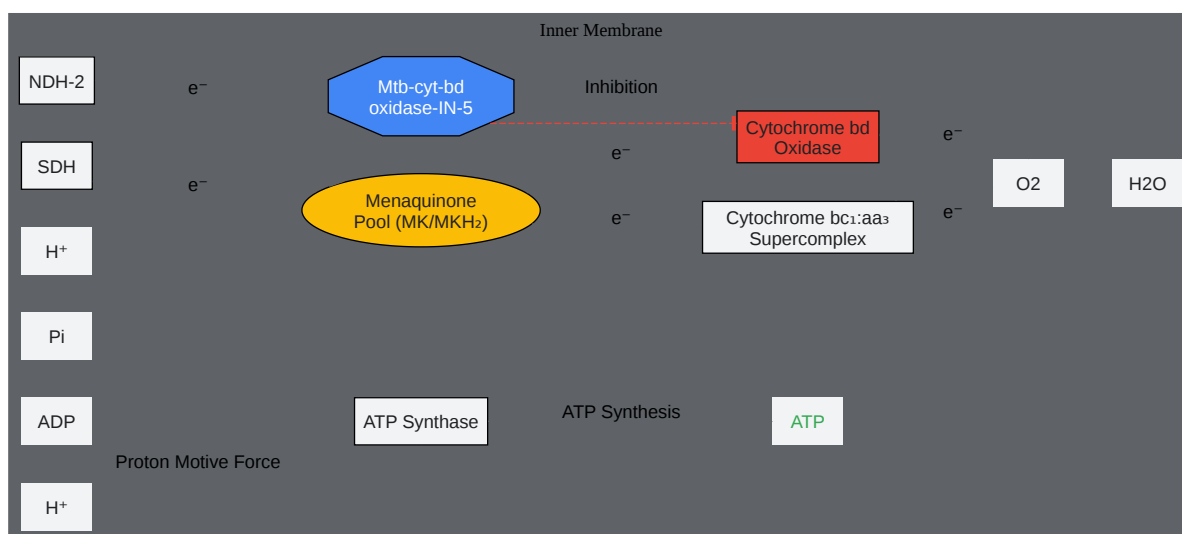 Inner Membrane
NDH-2
e⁻
Mtb-cyt-bd
oxidase-IN-5
Inhibition
Cytochrome bd
Oxidase
e⁻
e⁻
SDH
e⁻
Menaquinone
Pool (MK/MKH₂)
e⁻
Cytochrome bc₁:aa₃
Supercomplex
e⁻
O2
H2O
H⁺
Pi
ADP
ATP Synthase
ATP Synthesis
ATP
Proton Motive Force
H⁺